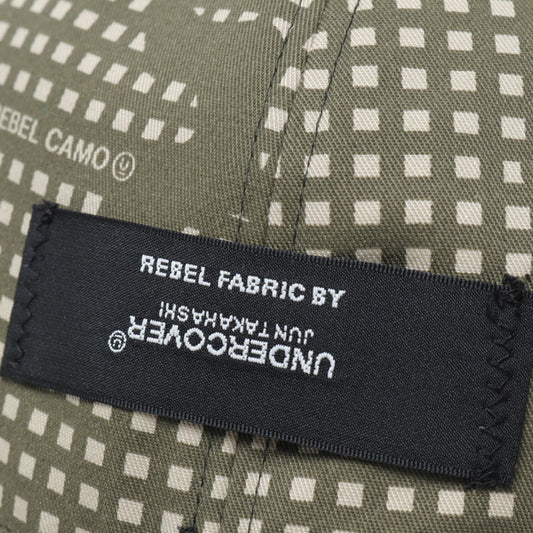 REBEL CAMO Ⓤ
REBEL FABRIC BY
JUN TAKAHASHI
UNDERCOVER
Ⓤ